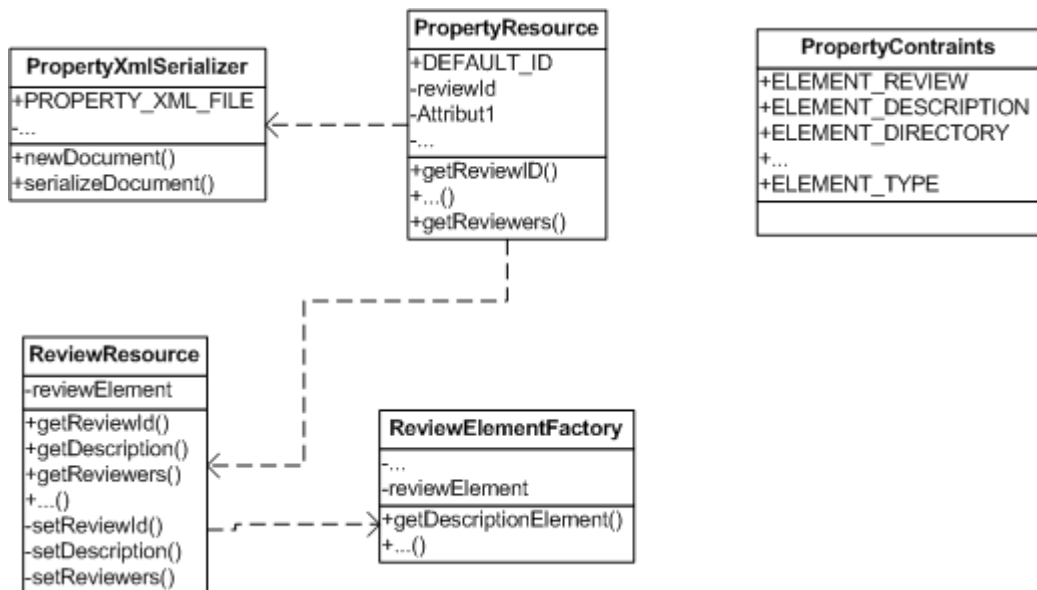 PropertyXmlSerializer
+PROPERTY_XML_FILE
-...
+newDocument()
+serializeDocument()
PropertyResource
+DEFAULT_ID
-reviewId
-Attribut1
-...
+getReviewID()
+...()
+getReviewers()
PropertyContraints
+ELEMENT_REVIEW
+ELEMENT_DESCRIPTION
+ELEMENT_DIRECTORY
+...
+ELEMENT_TYPE
ReviewResource
-reviewElement
+getReviewId()
+getDescription()
+getReviewers()
+...()
-setReviewId()
-setDescription()
-setReviewers()
ReviewElementFactory
-...
-reviewElement
+getDescriptionElement()
+...()